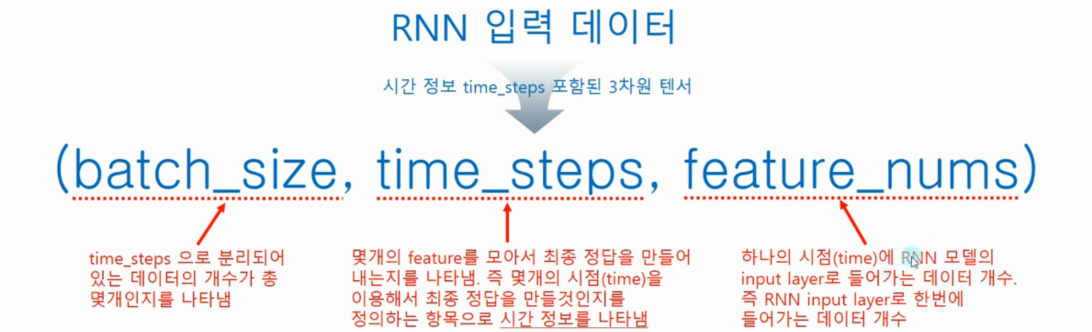 RNN 입력 데이터
시간 정보 time_steps 포함된 3차원 텐서
(batch_size, time_steps, feature_nums)
time_steps 으로 분리되어
있는 데이터의 개수가 총
몇개인지를 나타냄
몇개의 feature를 모아서 최종 정답을 만들어
내는지를 나타냄. 즉 몇개의 시점(time)을
이용해서 최종 정답을 만들것인지를
정의하는 항목으로 시간 정보를 나타냄
하나의 시점(time)에 RNN 모델의
input layer로 들어가는 데이터 개수.
즉 RNN input layer로 한번에
들어가는 데이터 개수